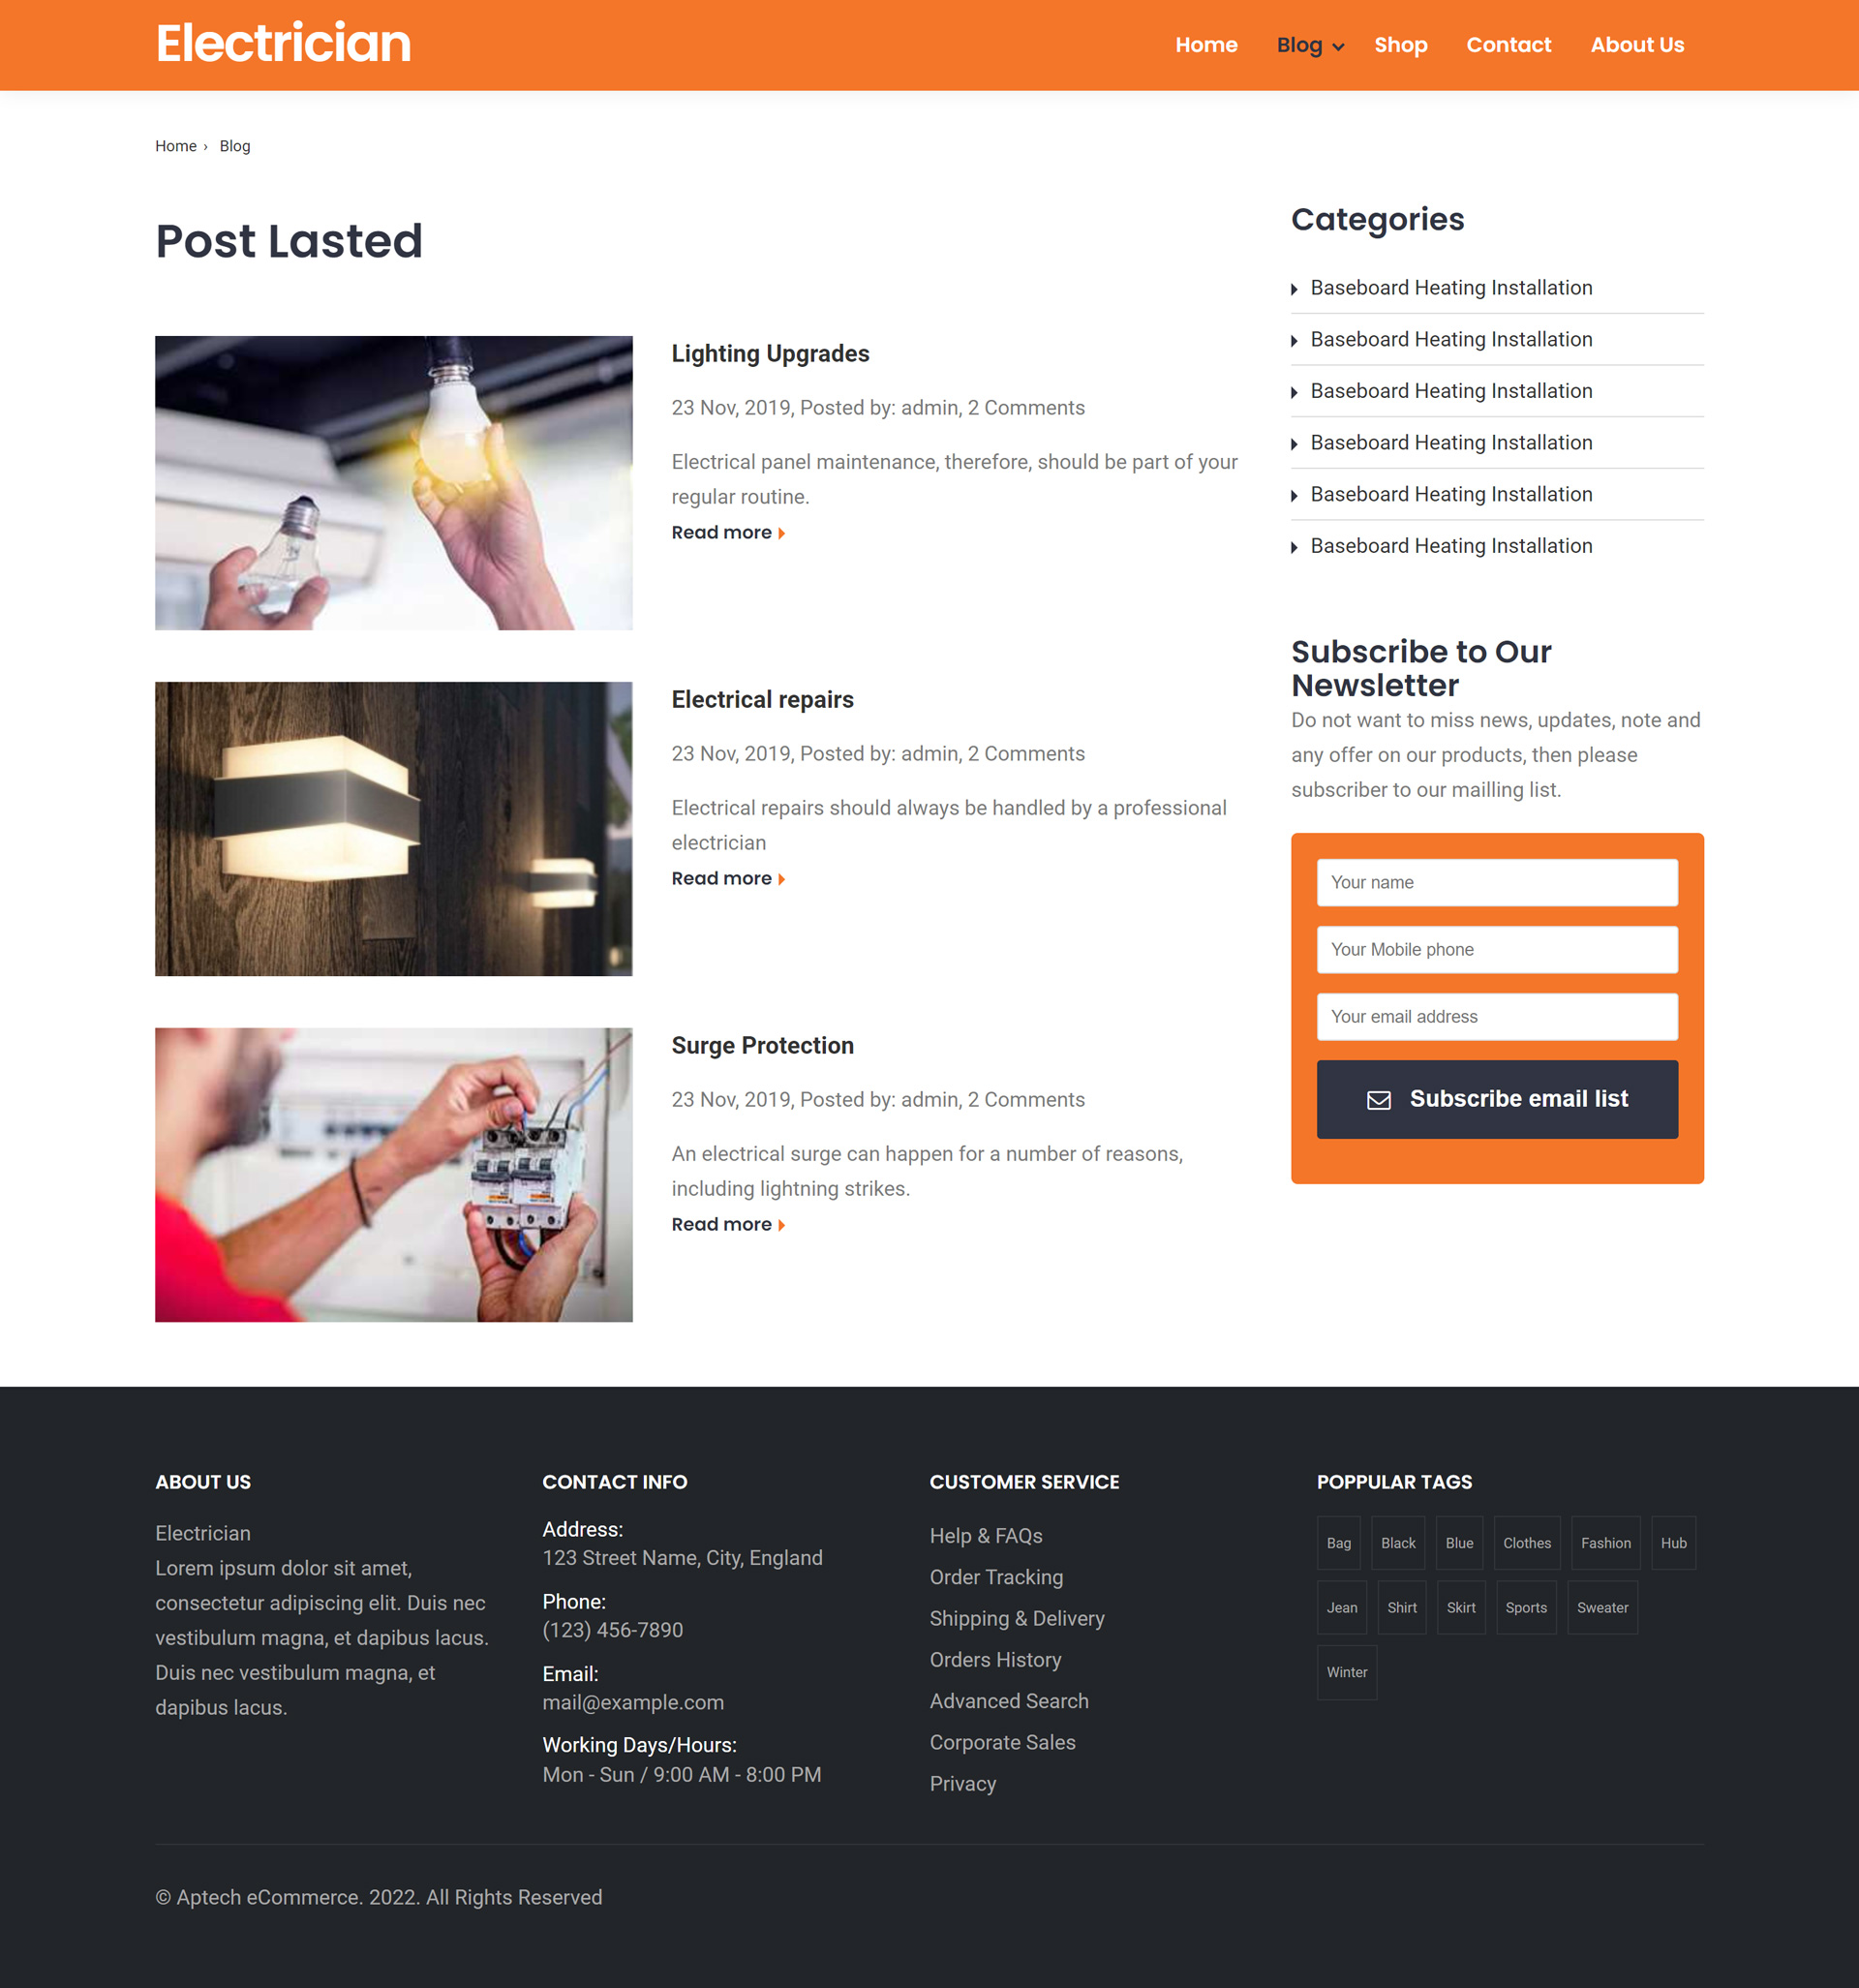 Electrician
Home Blog Shop Contact About Us
Home › Blog
Post Lasted
Lighting Upgrades
23 Nov, 2019, Posted by: admin, 2 Comments
Electrical panel maintenance, therefore, should be part of your
regular routine.
Read more
Electrical repairs
23 Nov, 2019, Posted by: admin, 2 Comments
Electrical repairs should always be handled by a professional
electrician
Read more
Surge Protection
23 Nov, 2019, Posted by: admin, 2 Comments
An electrical surge can happen for a number of reasons,
including lightning strikes.
Read more
Categories
Baseboard Heating Installation
Baseboard Heating Installation
Baseboard Heating Installation
Baseboard Heating Installation
Baseboard Heating Installation
Baseboard Heating Installation
Subscribe to Our
Newsletter
Do not want to miss news, updates, note and
any offer on our products, then please
subscriber to our mailling list.
Your name
Your Mobile phone
Your email address
Subscribe email list
ABOUT US
Electrician
Lorem ipsum dolor sit amet,
consectetur adipiscing elit. Duis nec
vestibulum magna, et dapibus lacus.
Duis nec vestibulum magna, et
dapibus lacus.
CONTACT INFO
Address:
123 Street Name, City, England
Phone:
(123) 456-7890
Email:
mail@example.com
Working Days/Hours:
Mon - Sun / 9:00 AM - 8:00 PM
CUSTOMER SERVICE
Help & FAQs
Order Tracking
Shipping & Delivery
Orders History
Advanced Search
Corporate Sales
Privacy
POPPULAR TAGS
Bag Black Blue Clothes Fashion Hub
Jean Shirt Skirt Sports Sweater
Winter
© Aptech eCommerce. 2022. All Rights Reserved